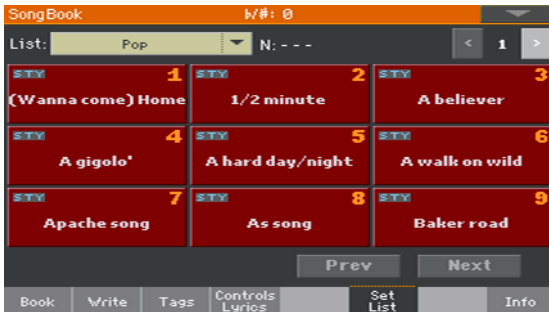 SongBook b/#: 0
List: Pop N: - - - < 1 >
STY 1 STY 2 STY 3
(Wanna come) Home 1/2 minute A believer
STY 4 STY 5 STY 6
A gigolo' A hard day/night A walk on wild
STY 7 STY 8 STY 9
Apache song As song Baker road
Prev Next
Book Write Tags Controls Lyrics Set List Info